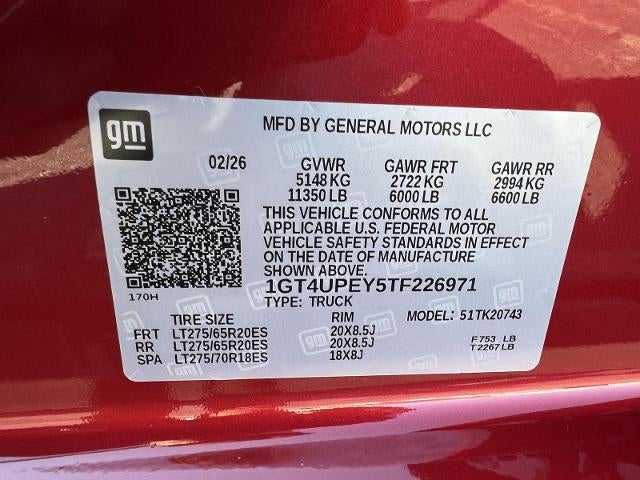 gm
MFD BY GENERAL MOTORS LLC
02/26 GVWR GAWR FRT GAWR RR
5148 KG 2722 KG 2994 KG
11350 LB 6000 LB 6600 LB
THIS VEHICLE CONFORMS TO ALL
APPLICABLE U.S. FEDERAL MOTOR
VEHICLE SAFETY STANDARDS IN EFFECT
ON THE DATE OF MANUFACTURE
SHOWN ABOVE.
170H
1GT4UPEY5TF226971
TYPE: TRUCK MODEL: 51TK20743
TIRE SIZE RIM
FRT LT275/65R20ES 20X8.5J F753 LB
RR LT275/65R20ES 20X8.5J T2267LB
SPA LT275/70R18ES 18X8J